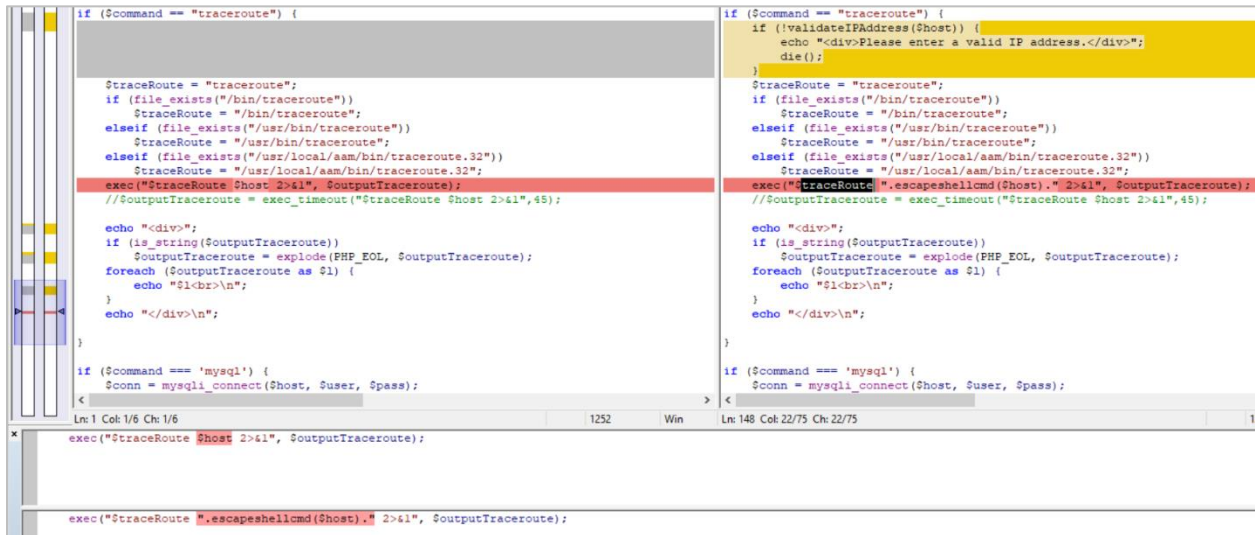 if ($command == "traceroute") {
$traceRoute = "traceroute";
if (file_exists("/bin/traceroute"))
$traceRoute = "/bin/traceroute";
elseif (file_exists("/usr/bin/traceroute"))
$traceRoute = "/usr/bin/traceroute";
elseif (file_exists("/usr/local/aam/bin/traceroute.32"))
$traceRoute = "/usr/local/aam/bin/traceroute.32";
exec("$traceRoute $host 2>&1", $outputTraceroute);
//$outputTraceroute = exec_timeout("$traceRoute $host 2>&1",45);
echo "<div>";
if (is_string($outputTraceroute))
$outputTraceroute = explode(PHP_EOL, $outputTraceroute);
foreach ($outputTraceroute as $l) {
echo "$l<br>\n";
}
echo "</div>\n";
}
if ($command === 'mysql') {
$conn = mysqli_connect($host, $user, $pass);
Ln: 1 Col: 1/6 Ch: 1/6 1252 Win
if ($command == "traceroute") {
if (!validateIPAddress($host)) {
echo "<div>Please enter a valid IP address.</div>";
die();
}
$traceRoute = "traceroute";
if (file_exists("/bin/traceroute"))
$traceRoute = "/bin/traceroute";
elseif (file_exists("/usr/bin/traceroute"))
$traceRoute = "/usr/bin/traceroute";
elseif (file_exists("/usr/local/aam/bin/traceroute.32"))
$traceRoute = "/usr/local/aam/bin/traceroute.32";
exec("$traceRoute ".escapeshellcmd($host)." 2>&1", $outputTraceroute);
//$outputTraceroute = exec_timeout("$traceRoute $host 2>&1",45);
echo "<div>";
if (is_string($outputTraceroute))
$outputTraceroute = explode(PHP_EOL, $outputTraceroute);
foreach ($outputTraceroute as $l) {
echo "$l<br>\n";
}
echo "</div>\n";
}
if ($command === 'mysql') {
$conn = mysqli_connect($host, $user, $pass);
Ln: 148 Col: 22/75 Ch: 22/75
exec("$traceRoute $host 2>&1", $outputTraceroute);
exec("$traceRoute ".escapeshellcmd($host)." 2>&1", $outputTraceroute);